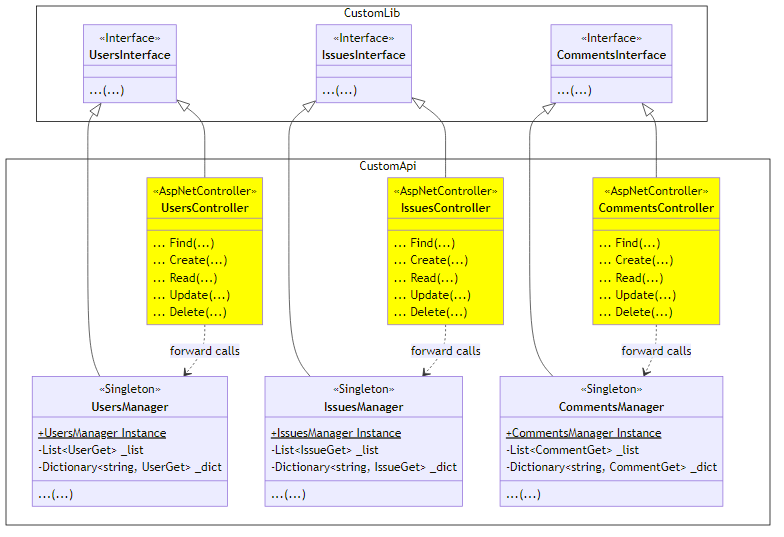 CustomLib
«Interface»
UsersInterface
...(...)
«Interface»
IssuesInterface
...(...)
«Interface»
CommentsInterface
...(...)
CustomApi
«AspNetController»
UsersController
... Find(...)
... Create(...)
... Read(...)
... Update(...)
... Delete(...)
«AspNetController»
IssuesController
... Find(...)
... Create(...)
... Read(...)
... Update(...)
... Delete(...)
«AspNetController»
CommentsController
... Find(...)
... Create(...)
... Read(...)
... Update(...)
... Delete(...)
forward calls
forward calls
forward calls
«Singleton»
UsersManager
+UsersManager Instance
-List<UserGet> _list
-Dictionary<string, UserGet> _dict
...(...)
«Singleton»
IssuesManager
+IssuesManager Instance
-List<IssueGet> _list
-Dictionary<string, IssueGet> _dict
...(...)
«Singleton»
CommentsManager
+CommentsManager Instance
-List<CommentGet> _list
-Dictionary<string, CommentGet> _dict
...(...)